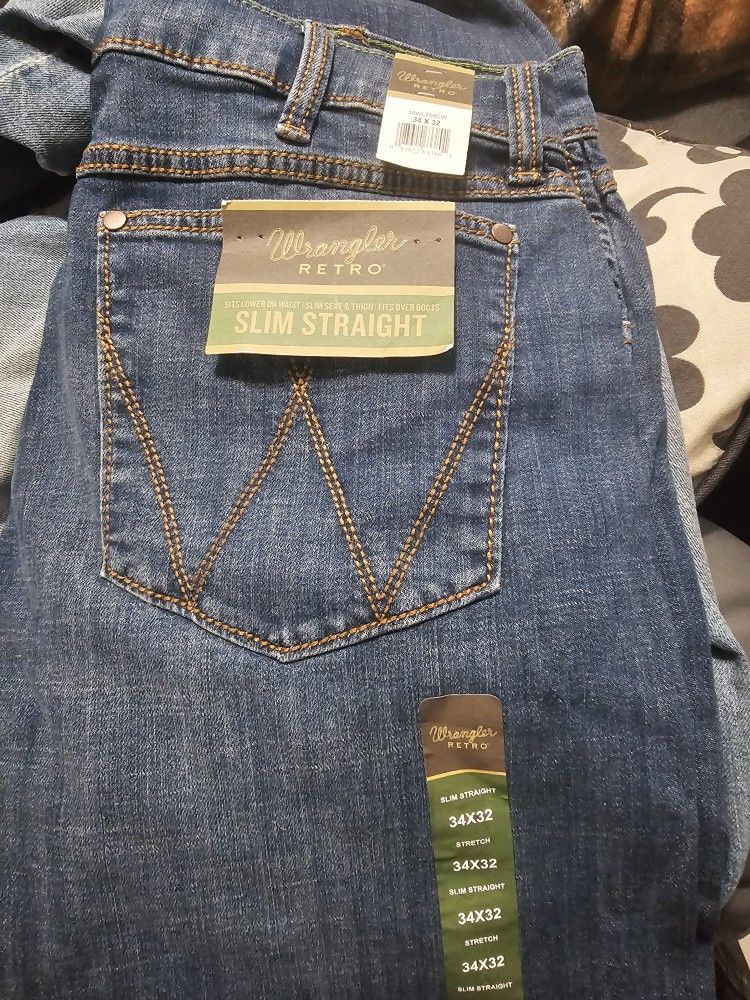 Wrangler
RETRO
34 X 32
Wrangler
RETRO®
SITS LOWER ON WAIST | SLIM SEAT & THIGH | FITS OVER BOOTS
SLIM STRAIGHT
Wrangler
RETRO®
SLIM STRAIGHT
34X32
STRETCH
34X32
SLIM STRAIGHT
34X32
STRETCH
34X32
SLIM STRAIGHT